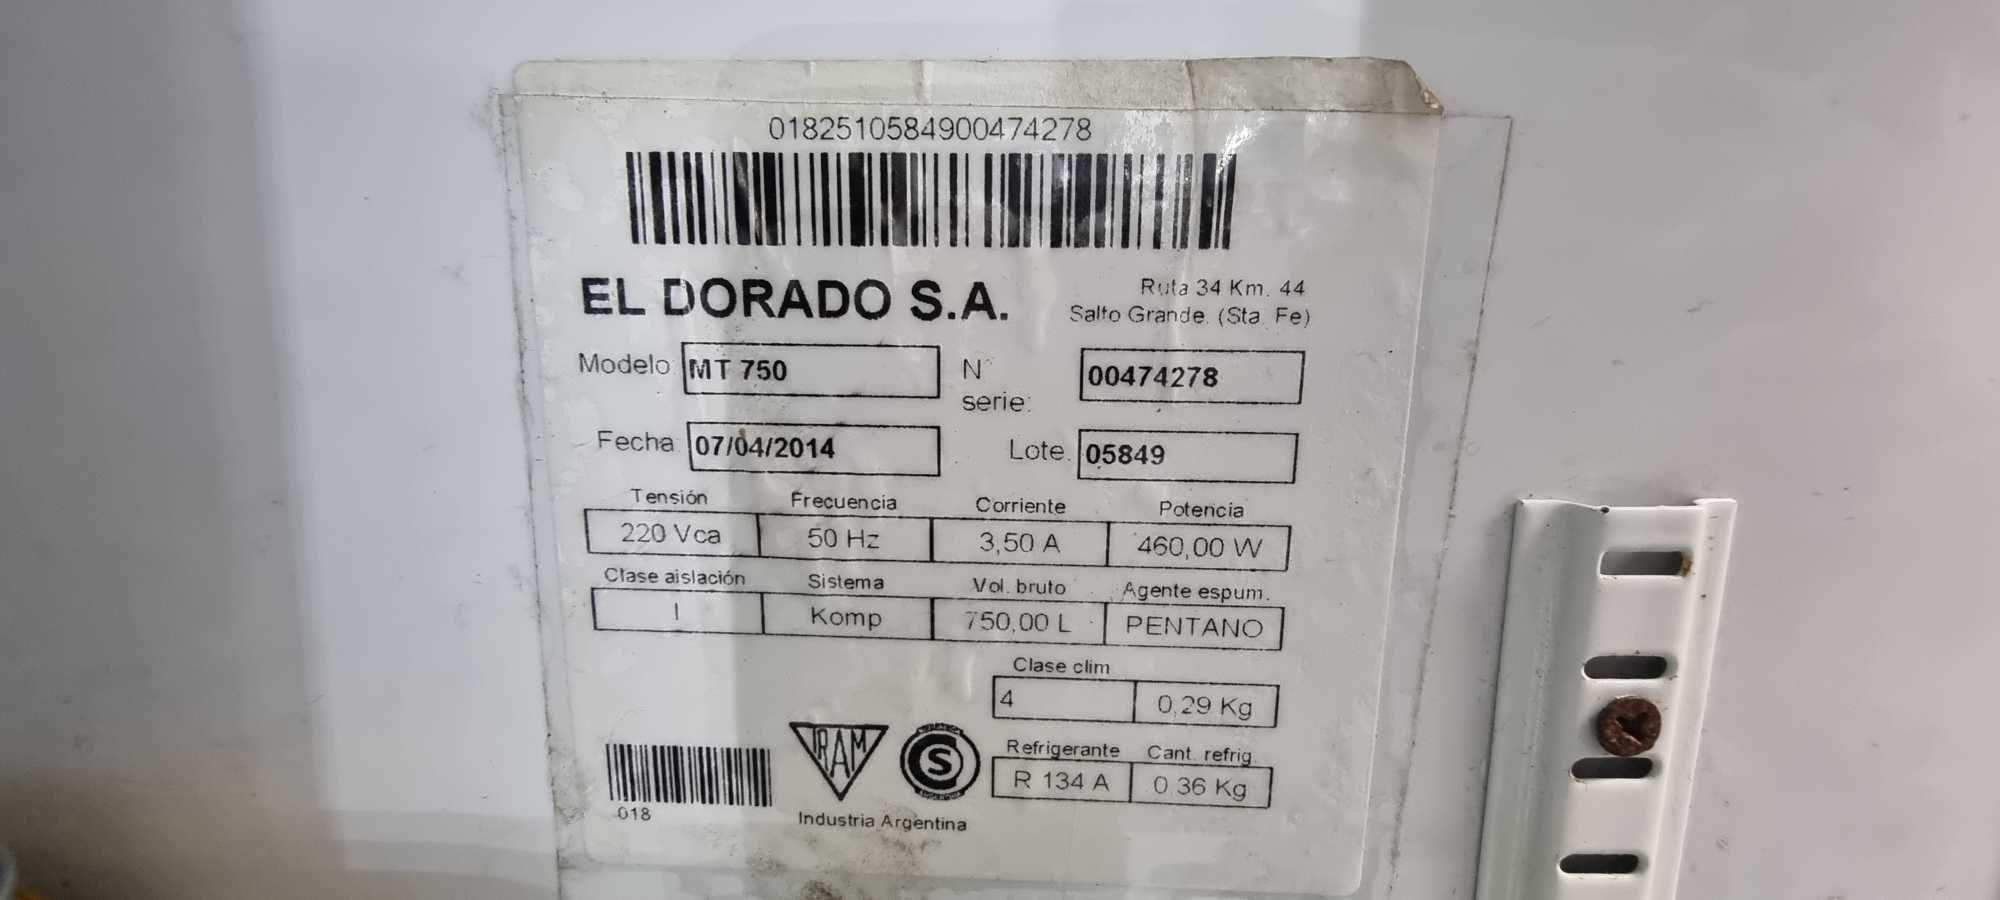 0182510584900474278
EL DORADO S.A.
Ruta 34 Km. 44
Salto Grande. (Sta. Fe)
Modelo: MT 750
N° serie: 00474278
Fecha: 07/04/2014
Lote: 05849
Tensión Frecuencia Corriente Potencia
220 Vca 50 Hz 3,50 A 460,00 W
Clase aislación Sistema Vol. bruto Agente espum.
I Komp 750,00 L PENTANO
Clase clim
4 0,29 Kg
Refrigerante Cant. refrig.
R 134 A 0.36 Kg
IRAM
S
018
Industria Argentina